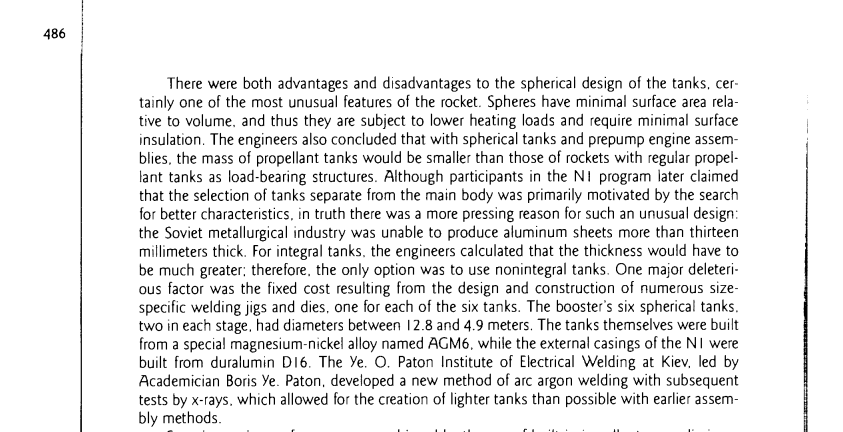 486
There were both advantages and disadvantages to the spherical design of the tanks, cer-
tainly one of the most unusual features of the rocket. Spheres have minimal surface area rela-
tive to volume, and thus they are subject to lower heating loads and require minimal surface
insulation. The engineers also concluded that with spherical tanks and prepump engine assem-
blies, the mass of propellant tanks would be smaller than those of rockets with regular propel-
lant tanks as load-bearing structures. Although participants in the N1 program later claimed
that the selection of tanks separate from the main body was primarily motivated by the search
for better characteristics, in truth there was a more pressing reason for such an unusual design:
the Soviet metallurgical industry was unable to produce aluminum sheets more than thirteen
millimeters thick. For integral tanks, the engineers calculated that the thickness would have to
be much greater; therefore, the only option was to use nonintegral tanks. One major deleteri-
ous factor was the fixed cost resulting from the design and construction of numerous size-
specific welding jigs and dies, one for each of the six tanks. The booster's six spherical tanks,
two in each stage, had diameters between 12.8 and 4.9 meters. The tanks themselves were built
from a special magnesium-nickel alloy named AGM6, while the external casings of the N1 were
built from duralumin D16. The Ye. O. Paton Institute of Electrical Welding at Kiev, led by
Academician Boris Ye. Paton, developed a new method of arc argon welding with subsequent
tests by x-rays, which allowed for the creation of lighter tanks than possible with earlier assem-
bly methods.